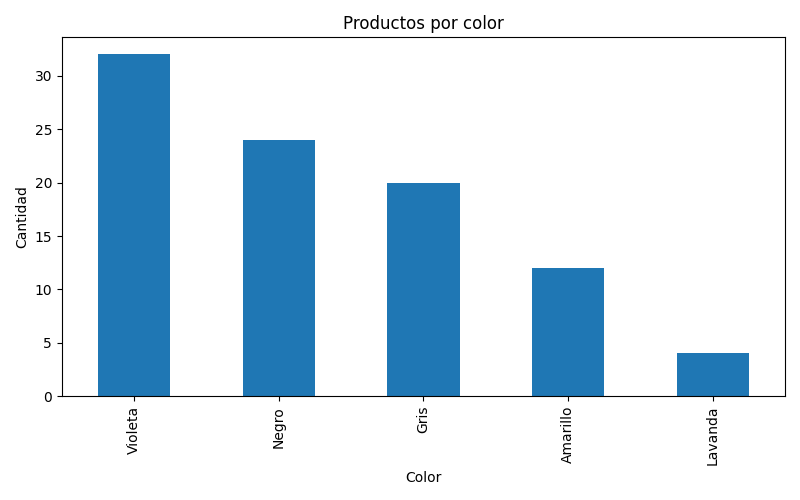 Productos por color
30
25
20
15
10
5
0
Cantidad
Violeta
Negro
Gris
Amarillo
Lavanda
Color